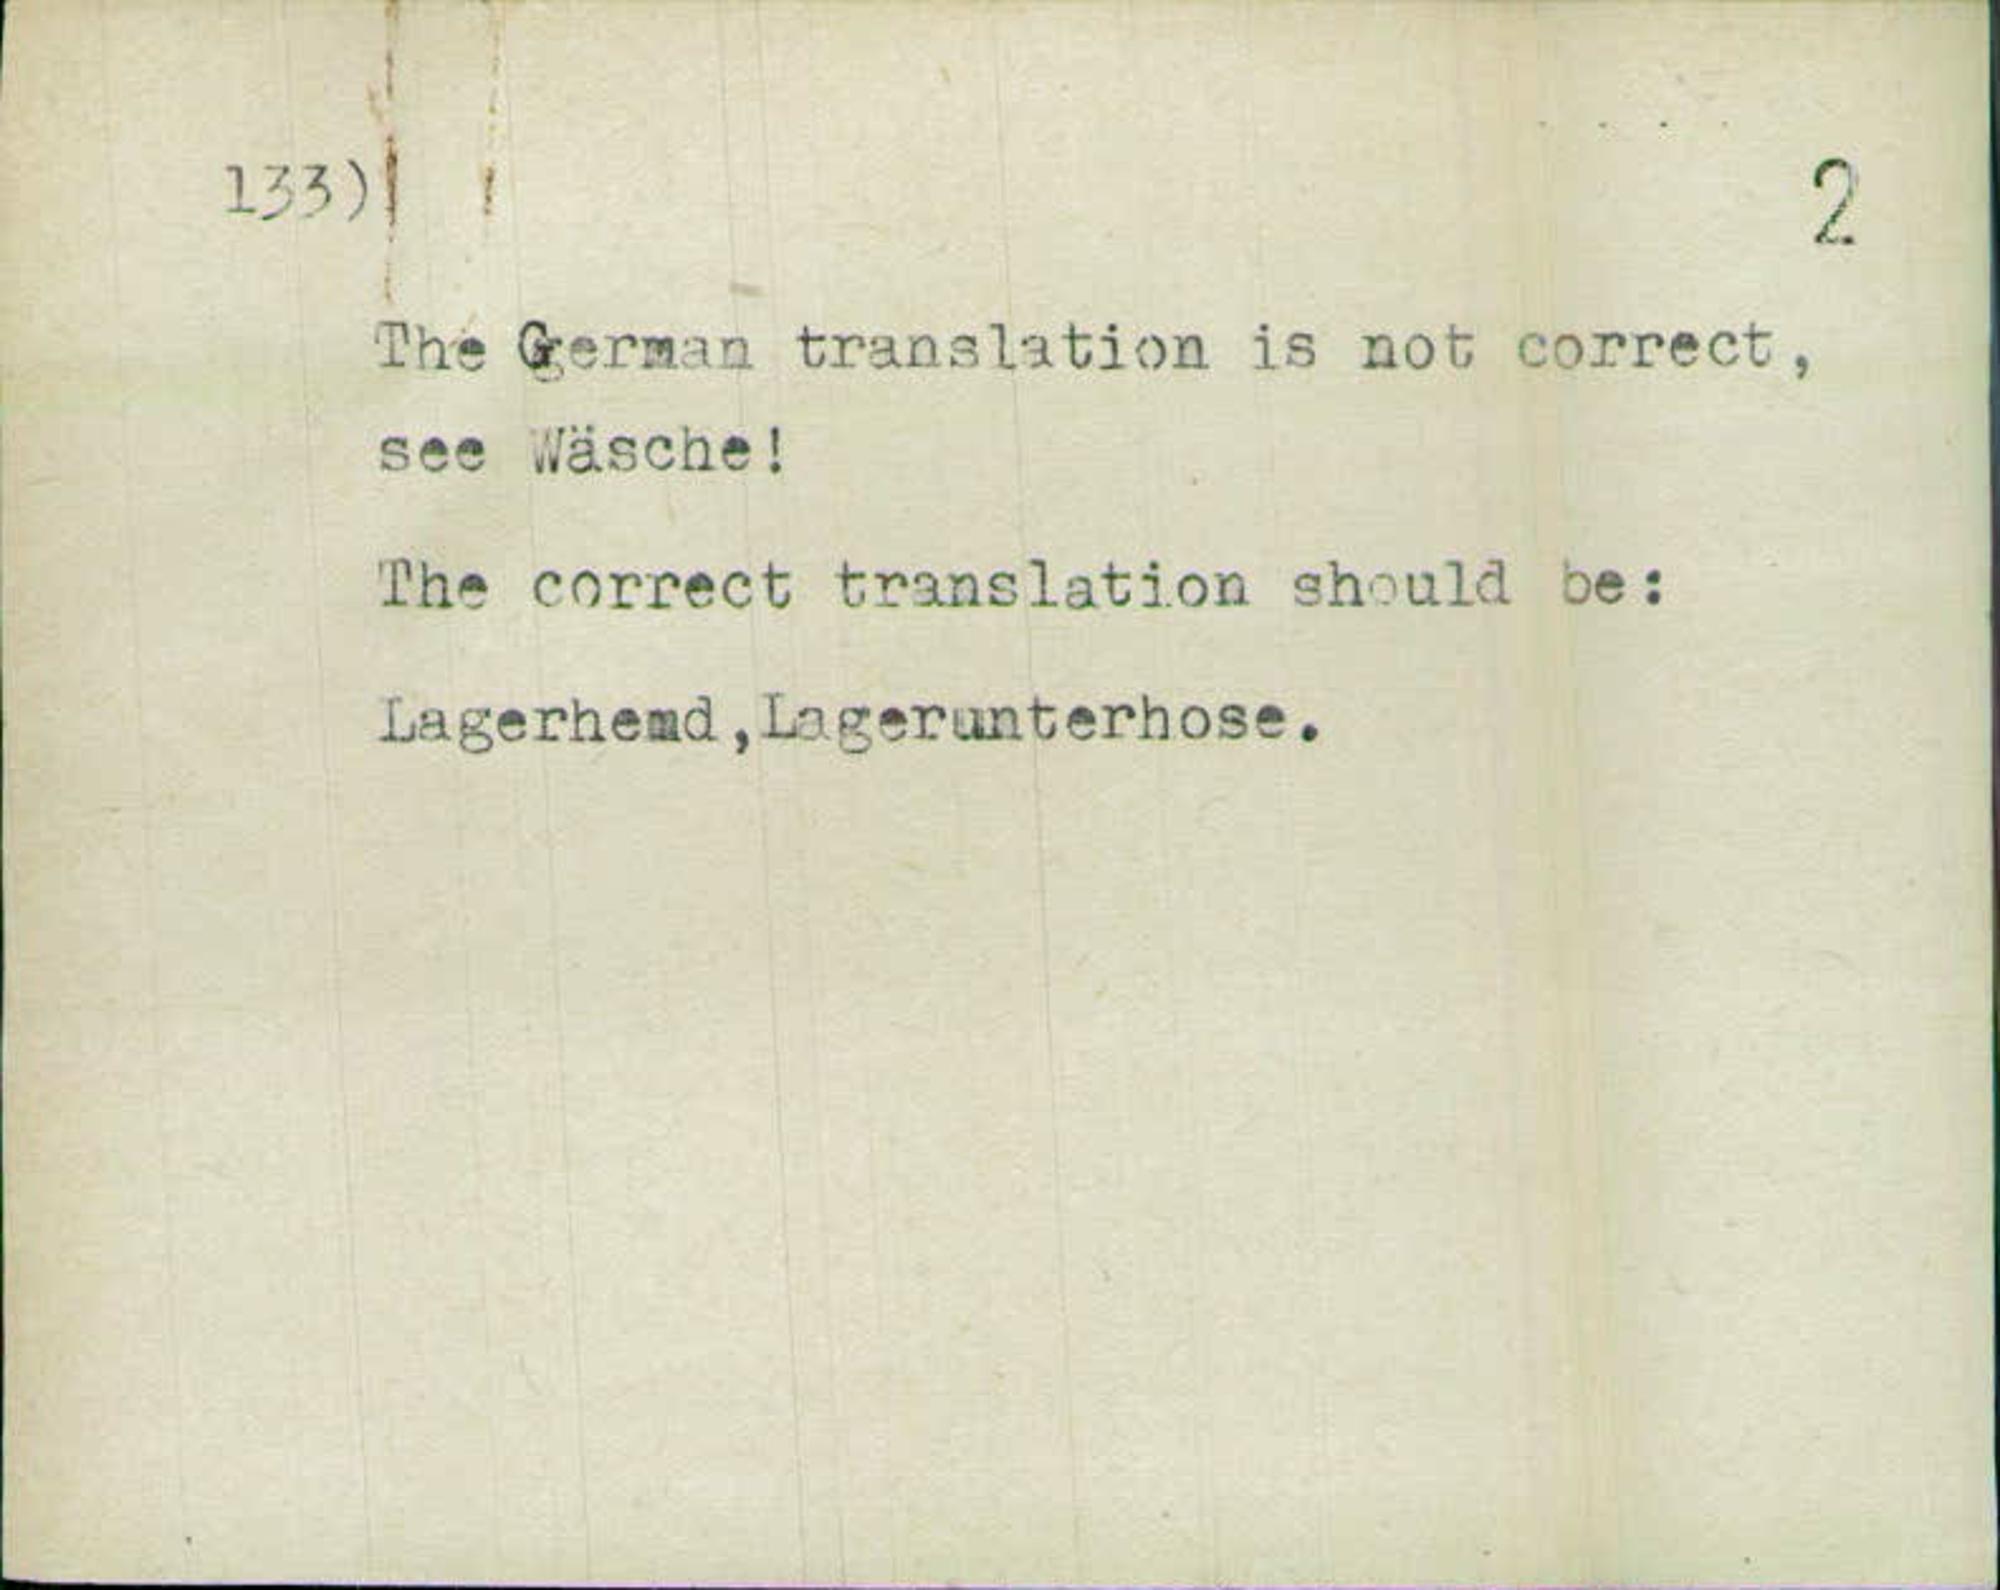 133)
2
The German translation is not correct,
see Wäsche!
The correct translation should be:
Lagerhemd,Lagerunterhose.